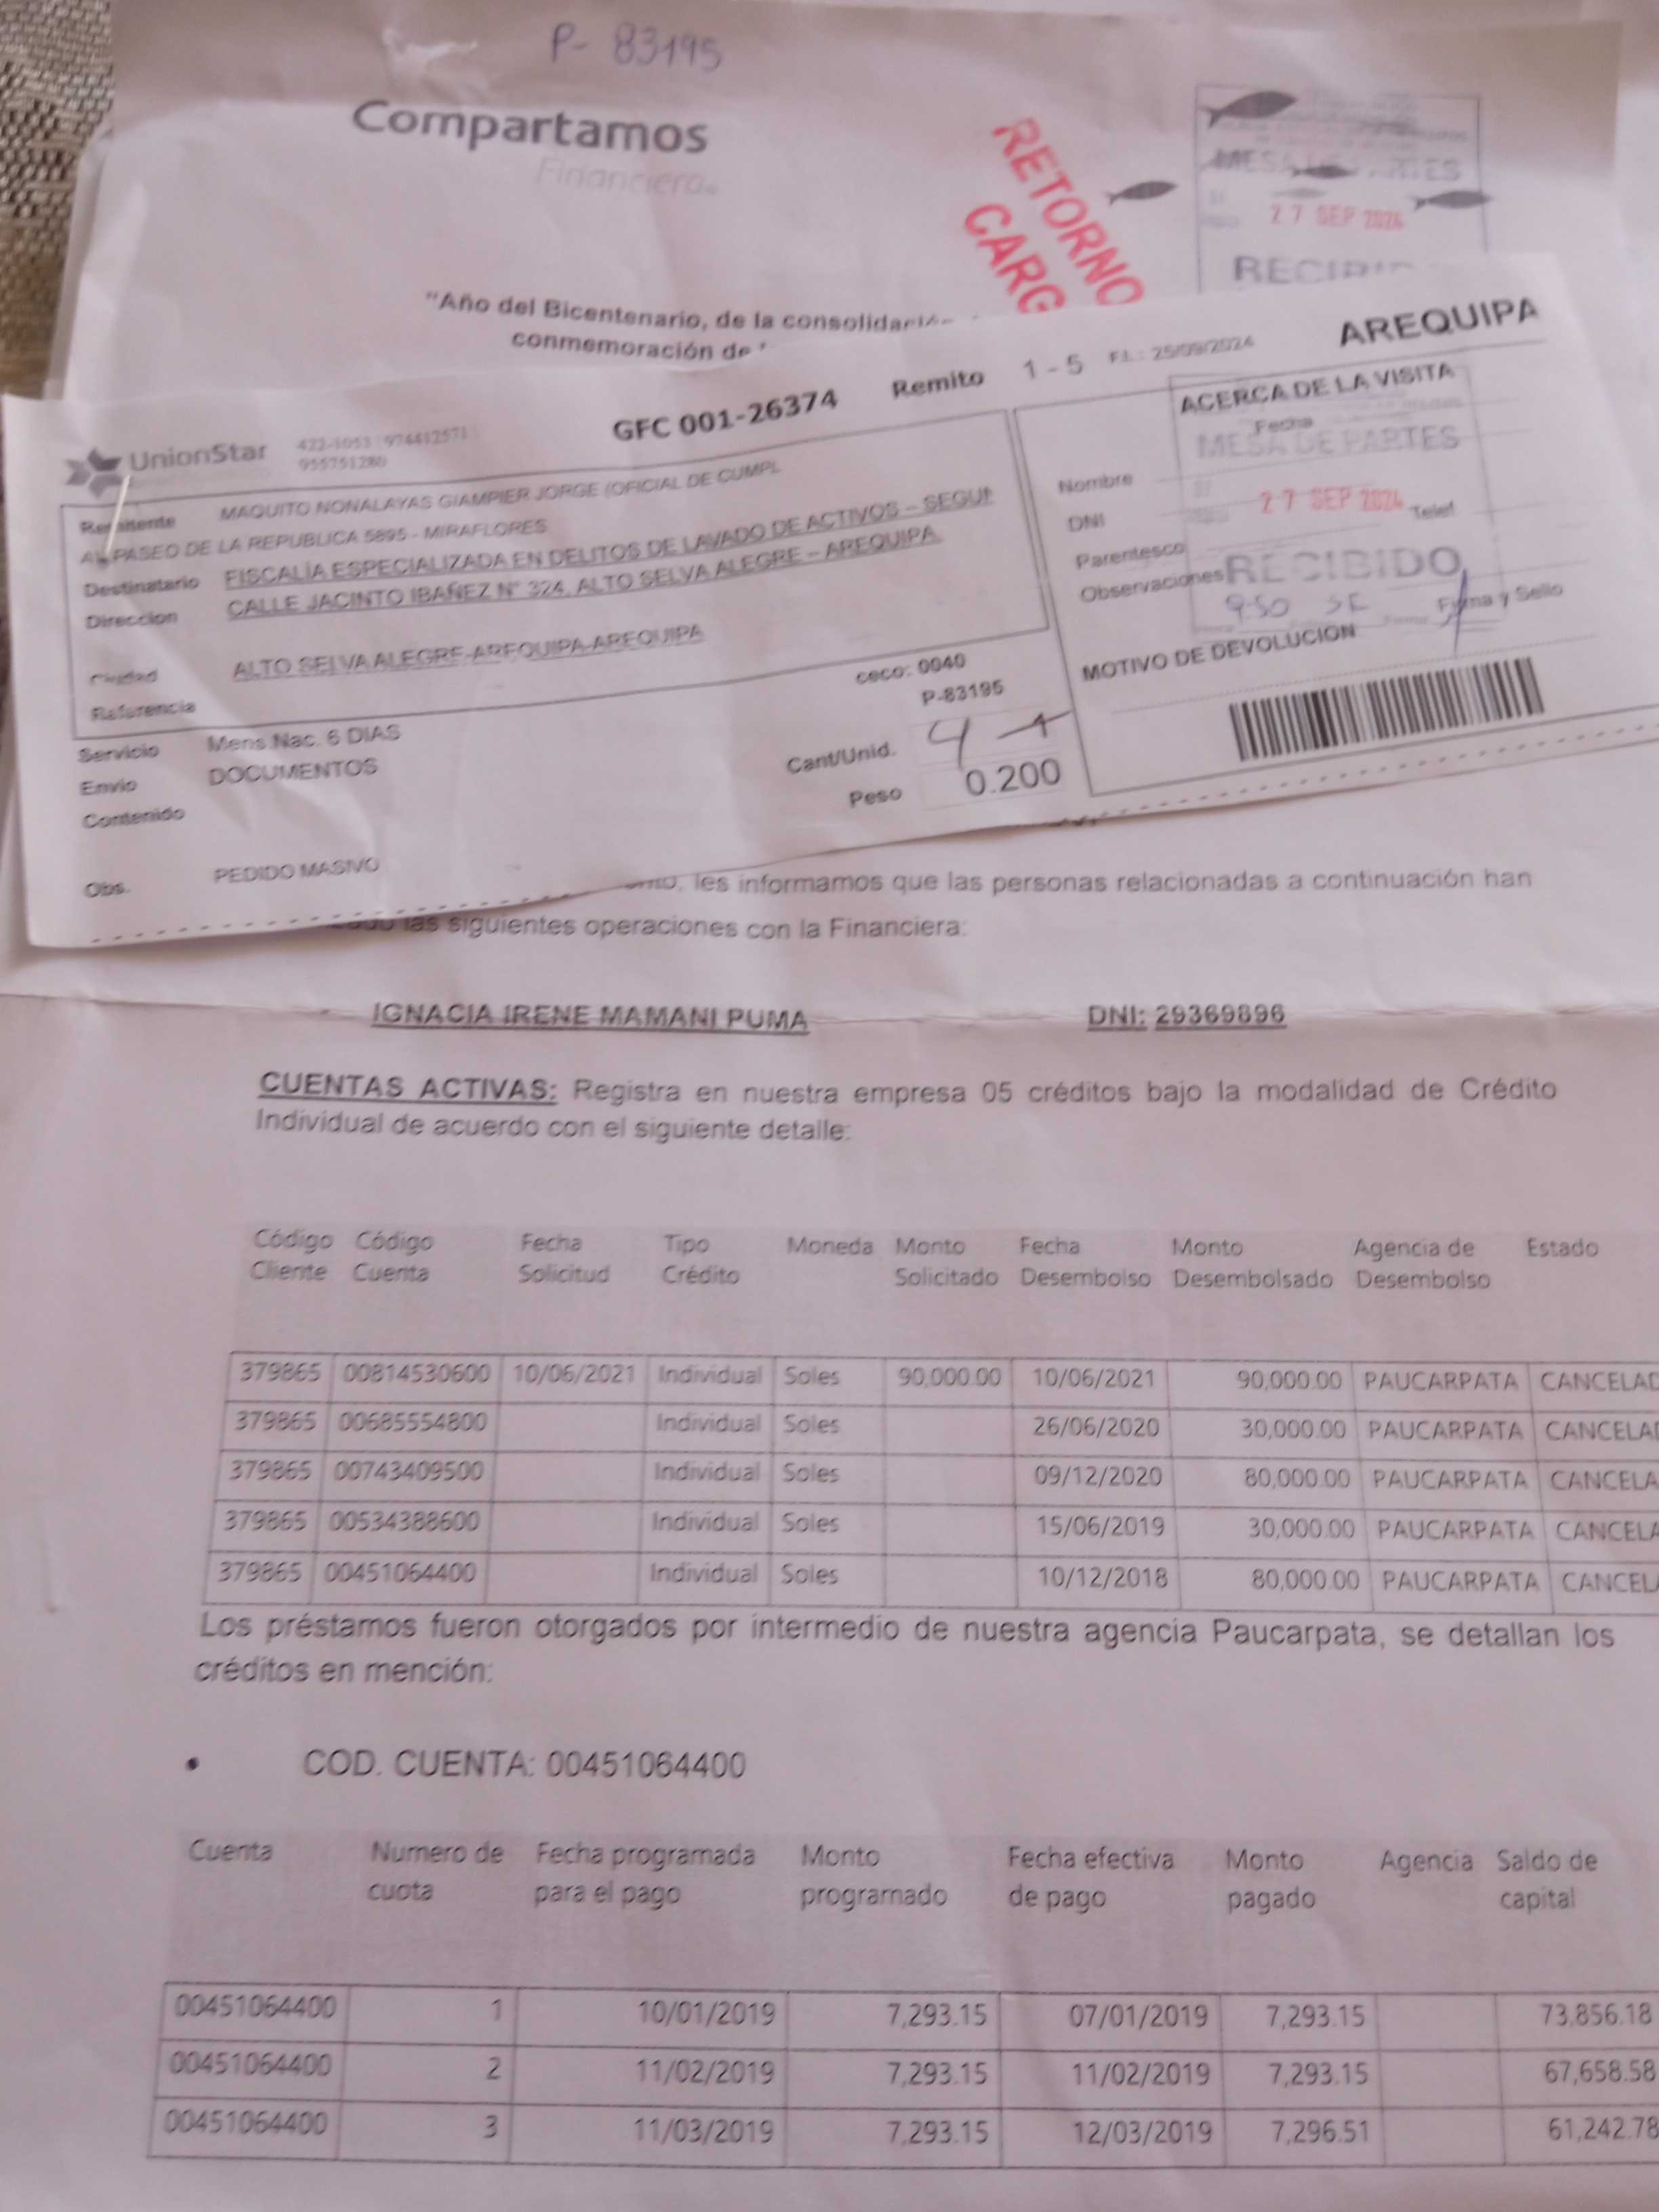 P- 83195
Compartamos
Financiera
RETORNO
CARG
MESA DE PARTES
27 SEP 2024
"Año del Bicentenario, de la consolidación
conmemoración de
UnionStar
955751280
GFC 001-26374
Remito
1 - 5 F.I.: 25/09/2024
AREQUIPA
Remitente MAQUITO NONALAYAS GIAMPIER JORGE (OFICIAL DE CUMPL
PASEO DE LA REPUBLICA 5895 - MIRAFLORES
Destinatario FISCALÍA ESPECIALIZADA EN DELITOS DE LAVADO DE ACTIVOS – SEGUN
Direccion CALLE JACINTO IBAÑEZ N° 324, ALTO SELVA ALEGRE – AREQUIPA
Ciudad ALTO SELVA ALEGRE-AREQUIPA-AREQUIPA
Referencia
Servicio Mens.Nac. 6 DIAS
Envio DOCUMENTOS
Contenido
Obs. PEDIDO MASIVO
ceco: 0040
P-83195
Cant/Unid.
Peso 0.200
ACERCA DE LA VISITA
Fecha
MESA DE PARTES
Nombre
27 SEP 2024
DNI
Telef
Parentesco
RECIBIDO
Observaciones
9:50
Firma y Sello
MOTIVO DE DEVOLUCION
les informamos que las personas relacionadas a continuación han
las siguientes operaciones con la Financiera:
IGNACIA IRENE MAMANI PUMA DNI: 29369896
CUENTAS ACTIVAS: Registra en nuestra empresa 05 créditos bajo la modalidad de Crédito
Individual de acuerdo con el siguiente detalle:
Código Cliente Código Cuenta Fecha Solicitud Tipo Crédito Moneda Monto Solicitado Fecha Desembolso Monto Desembolsado Agencia de Desembolso Estado
379865 00814530600 10/06/2021 Individual Soles 90,000.00 10/06/2021 90,000.00 PAUCARPATA CANCELAD
379865 00685554800 Individual Soles 26/06/2020 30,000.00 PAUCARPATA CANCELAD
379865 00743409500 Individual Soles 09/12/2020 80,000.00 PAUCARPATA CANCELA
379865 00534388600 Individual Soles 15/06/2019 30,000.00 PAUCARPATA CANCELA
379865 00451064400 Individual Soles 10/12/2018 80,000.00 PAUCARPATA CANCELA
Los préstamos fueron otorgados por intermedio de nuestra agencia Paucarpata, se detallan los
créditos en mención:
• COD. CUENTA: 00451064400
Cuenta Numero de cuota Fecha programada para el pago Monto programado Fecha efectiva de pago Monto pagado Agencia Saldo de capital
00451064400 1 10/01/2019 7,293.15 07/01/2019 7,293.15 73,856.18
00451064400 2 11/02/2019 7,293.15 11/02/2019 7,293.15 67,658.58
00451064400 3 11/03/2019 7,293.15 12/03/2019 7,296.51 61,242.78